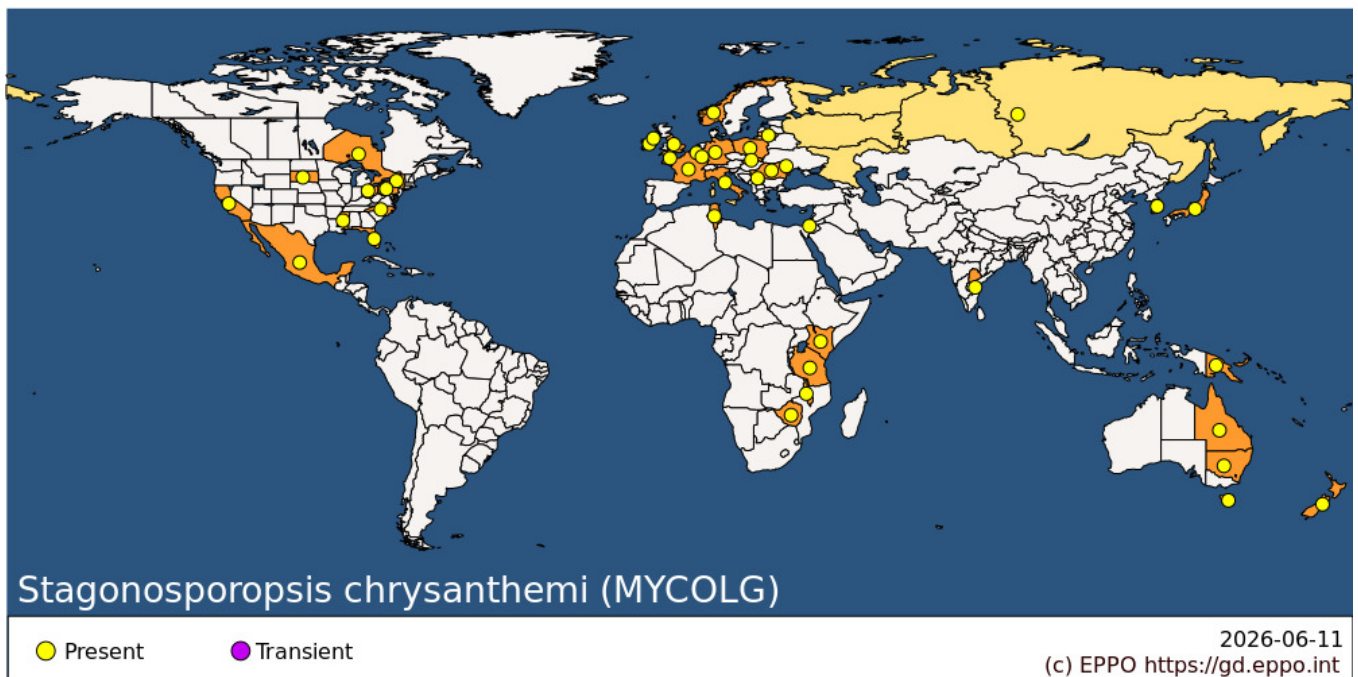 Stagonosporopsis chrysanthemi (MYCOLG)
Present
Transient
2026-06-11
(c) EPPO https://gd.eppo.int